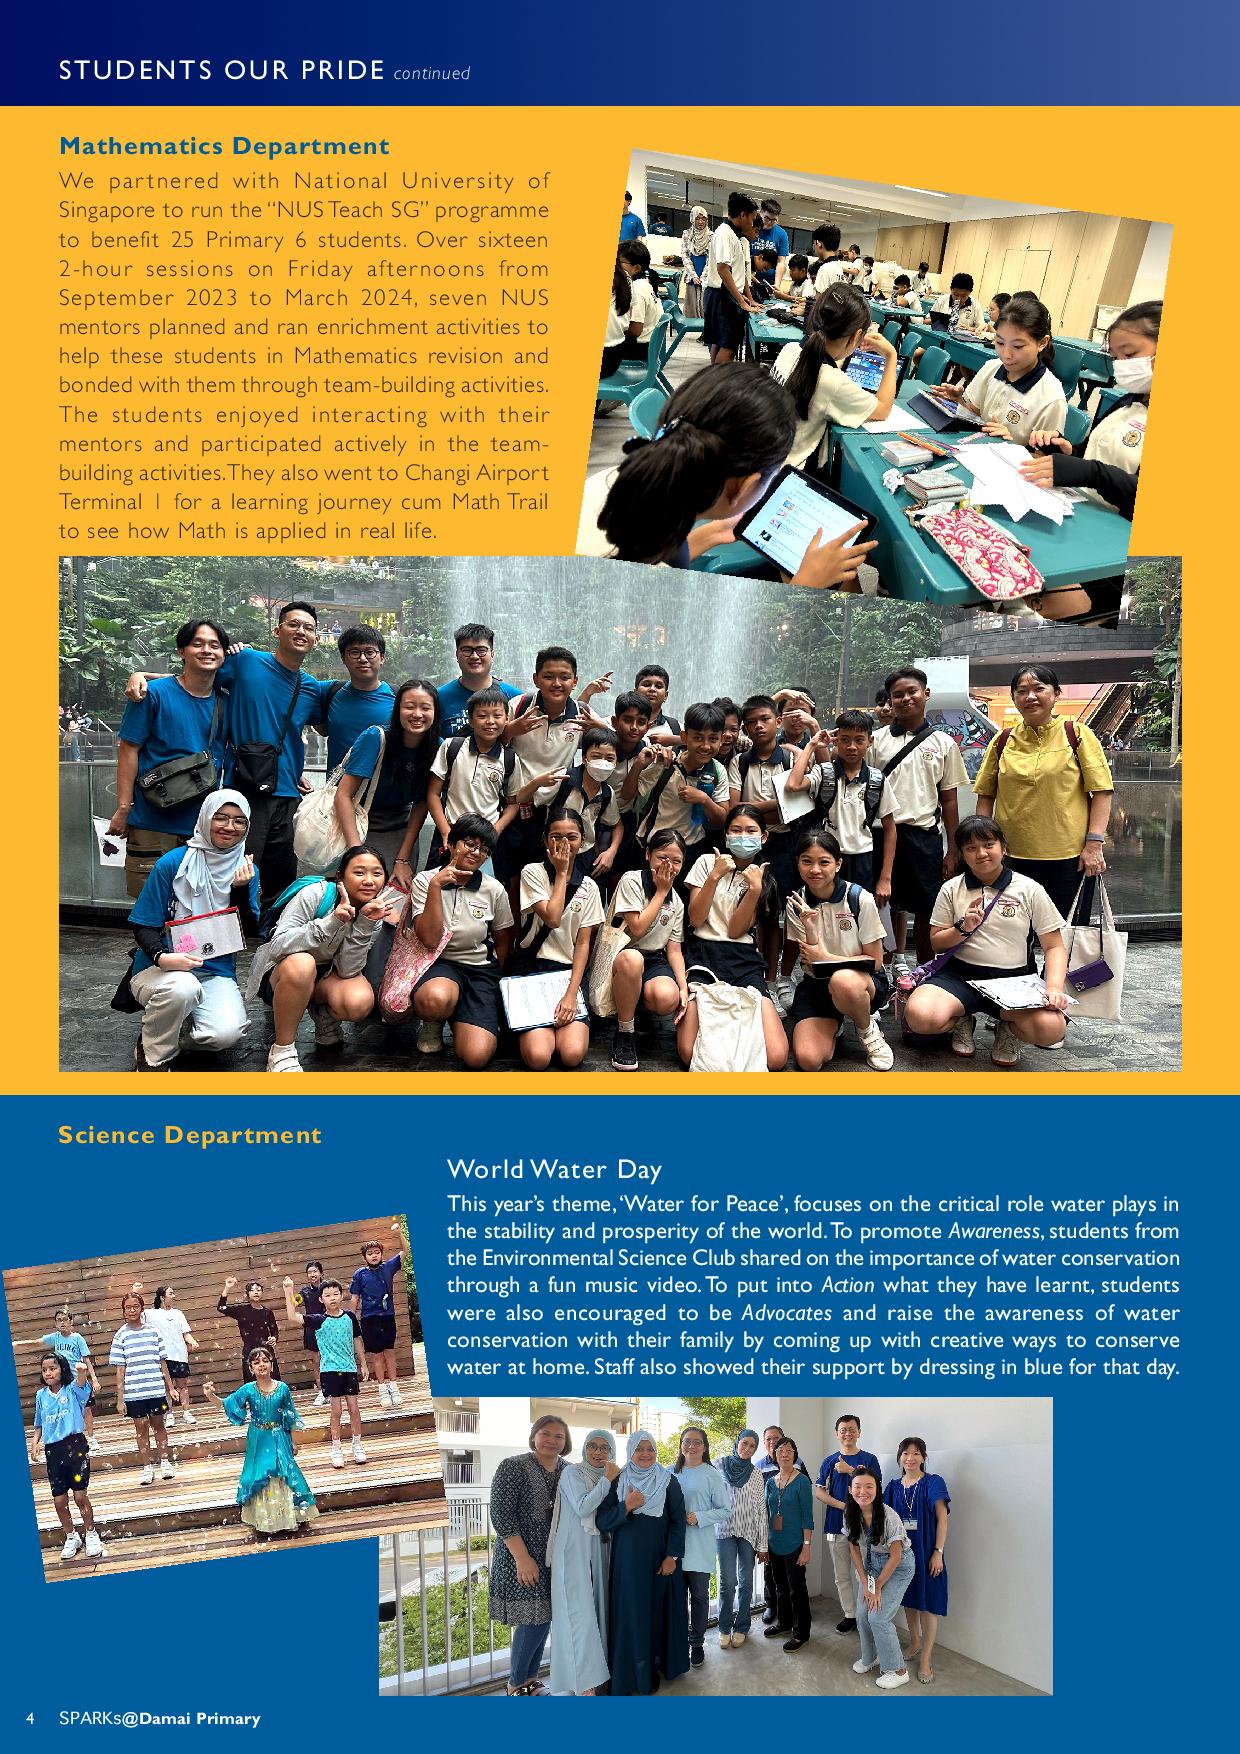 STUDENTS OUR PRIDE continued
Mathematics Department
We partnered with National University of
Singapore to run the “NUS Teach SG” programme
to benefit 25 Primary 6 students. Over sixteen
2-hour sessions on Friday afternoons from
September 2023 to March 2024, seven NUS
mentors planned and ran enrichment activities to
help these students in Mathematics revision and
bonded with them through team-building activities.
The students enjoyed interacting with their
mentors and participated actively in the team-
building activities. They also went to Changi Airport
Terminal 1 for a learning journey cum Math Trail
to see how Math is applied in real life.
Science Department
World Water Day
This year’s theme, ‘Water for Peace’, focuses on the critical role water plays in
the stability and prosperity of the world. To promote Awareness, students from
the Environmental Science Club shared on the importance of water conservation
through a fun music video. To put into Action what they have learnt, students
were also encouraged to be Advocates and raise the awareness of water
conservation with their family by coming up with creative ways to conserve
water at home. Staff also showed their support by dressing in blue for that day.
4 SPARKs@Damai Primary